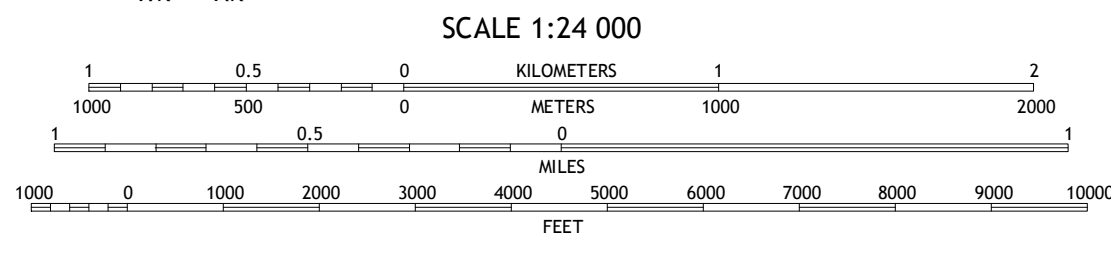 SCALE 1:24 000
1 0.5 0 KILOMETERS 1 2
1000 500 0 METERS 1000 2000
1 0.5 0 1
MILES
1000 0 1000 2000 3000 4000 5000 6000 7000 8000 9000 10000
FEET